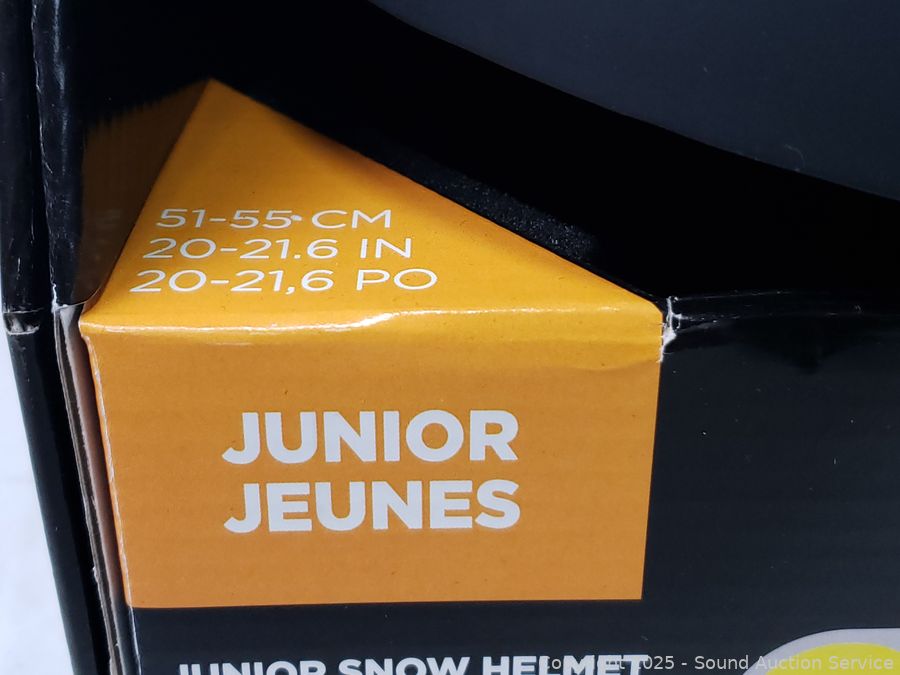 51-55 CM
20-21.6 IN
20-21,6 PO
JUNIOR
JEUNES
JUNIOR SNOW HELMET
Copyright 2025 - Sound Auction Service